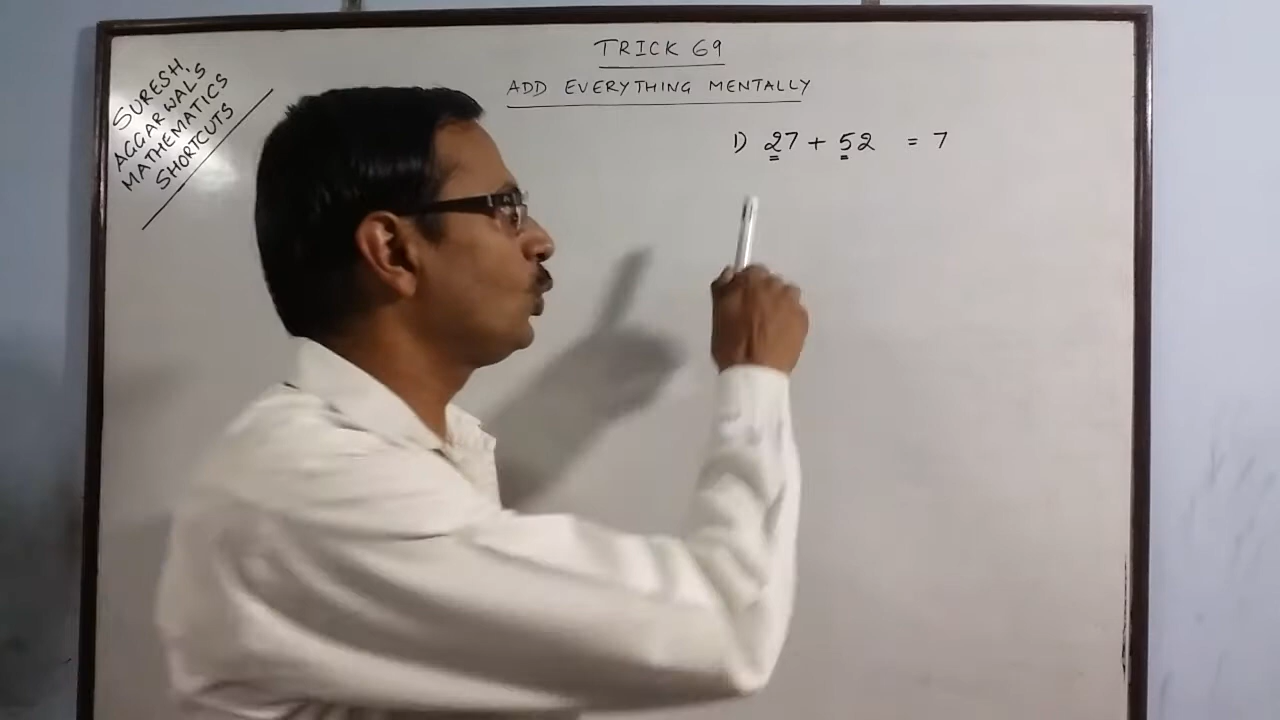 SURESH
AGGARWAL'S
MATHEMATICS
SHORTCUTS
TRICK 69
ADD EVERYTHING MENTALLY
1) 27 + 52 = 7